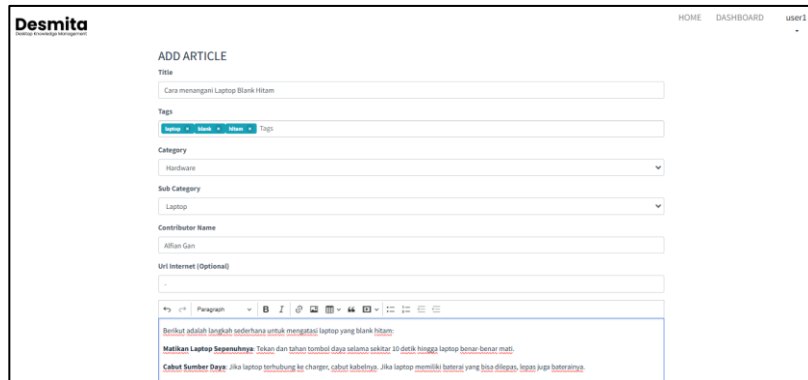 Desmita
Desktop Knowledge Management
HOME DASHBOARD user1
ADD ARTICLE
Title
Cara menangani Laptop Blank Hitam
Tags
laptop × blank × hitam × Tags
Category
Hardware
Sub Category
Laptop
Contributor Name
Alfian Gan
Url Internet (Optional)
-
Paragraph B I
Berikut adalah langkah sederhana untuk mengatasi laptop yang blank hitam:
Matikan Laptop Sepenuhnya: Tekan dan tahan tombol daya selama sekitar 10 detik hingga laptop benar-benar mati.
Cabut Sumber Daya: Jika laptop terhubung ke charger, cabut kabelnya. Jika laptop memiliki baterai yang bisa dilepas, lepas juga baterainya.